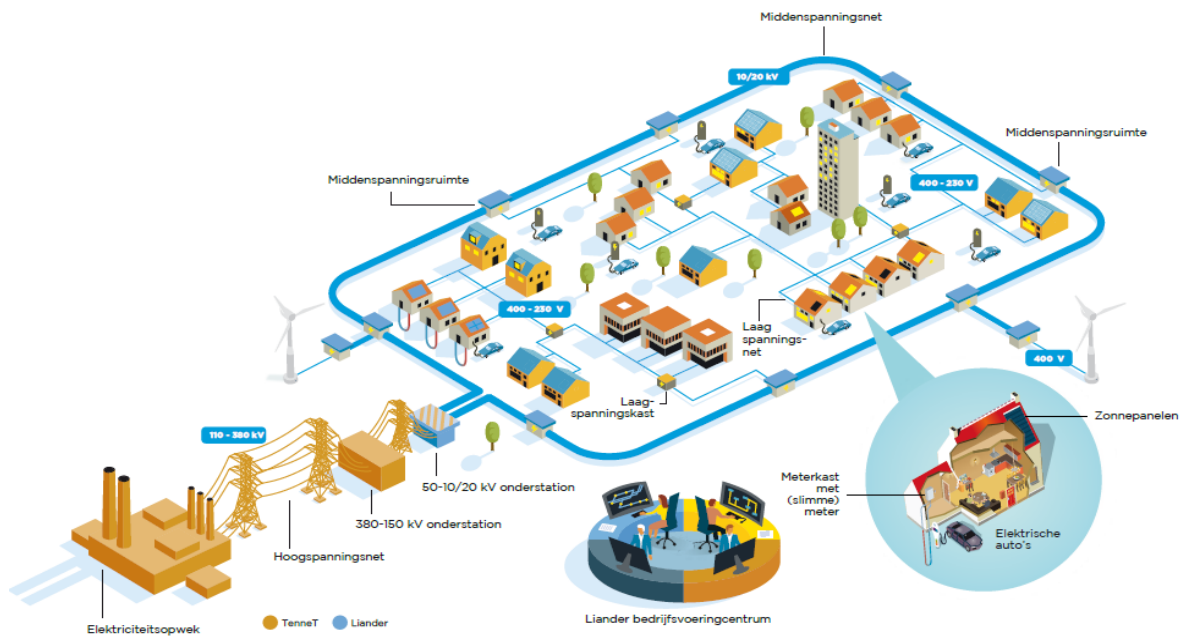 Middenspanningsnet
10/20 kV
Middenspanningsruimte
Middenspanningsruimte
400 - 230 V
400 - 230 V
Laag
spannings-
net
400 V
Laag-
spanningskast
110 - 380 kV
50-10/20 kV onderstation
380-150 kV onderstation
Hoogspanningsnet
Zonnepanelen
Meterkast
met
(slimme)
meter
Elektrische
auto's
Elektriciteitsopwek
TenneT
Liander
Liander bedrijfsvoeringcentrum